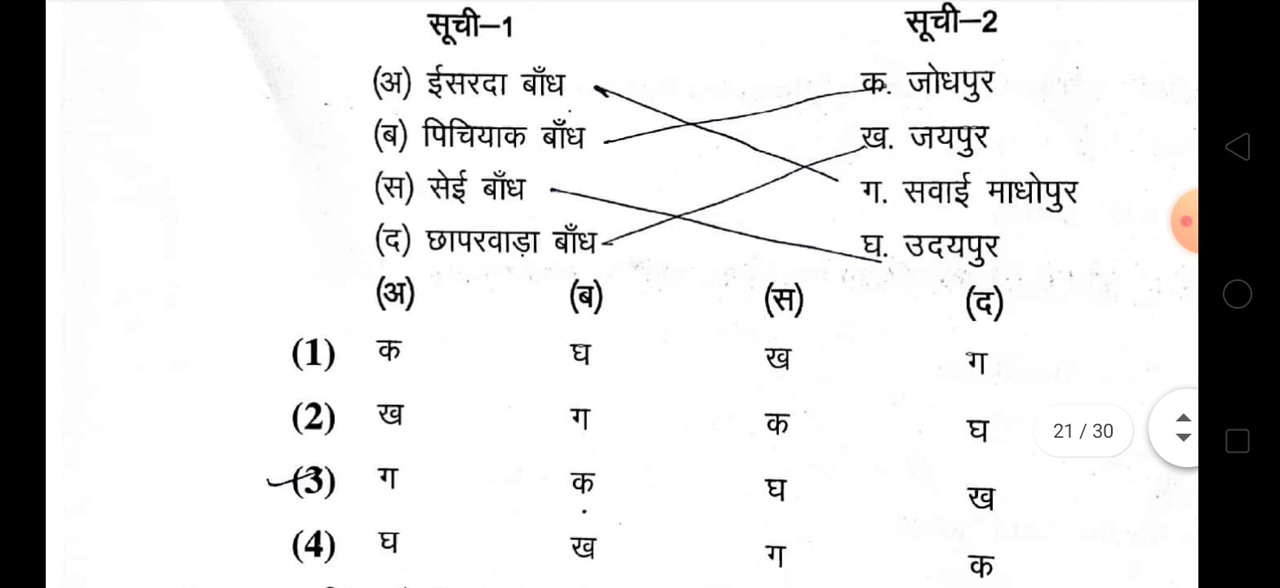 सूची–1 सूची–2
(अ) ईसरदा बाँध क. जोधपुर
(ब) पिचियाक बाँध ख. जयपुर
(स) सेई बाँध ग. सवाई माधोपुर
(द) छापरवाड़ा बाँध घ. उदयपुर
(अ) (ब) (स) (द)
(1) क घ ख ग
(2) ख ग क घ
21 / 30
(3) ग क घ ख
(4) घ ख ग क